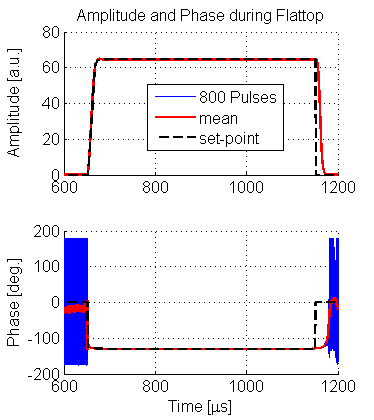 Amplitude and Phase during Flattop
80
60
40
20
0
Amplitude [a.u.]
800 Pulses
mean
set-point
600 800 1000 1200
200
100
0
-100
-200
Phase [deg.]
600 800 1000 1200
Time [μs]